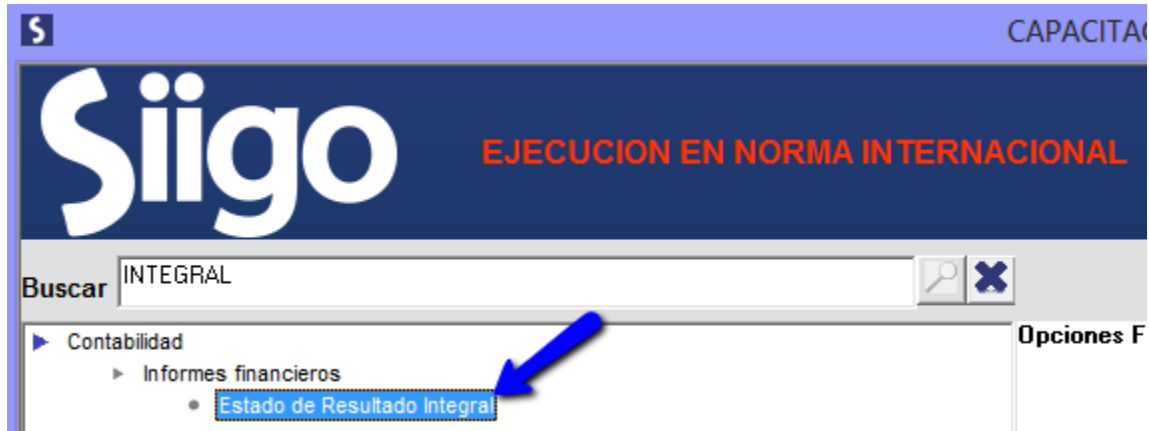 S
CAPACITAC
Siigo
EJECUCION EN NORMA INTERNACIONAL
Buscar INTEGRAL
Contabilidad
Opciones F
Informes financieros
Estado de Resultado Integral